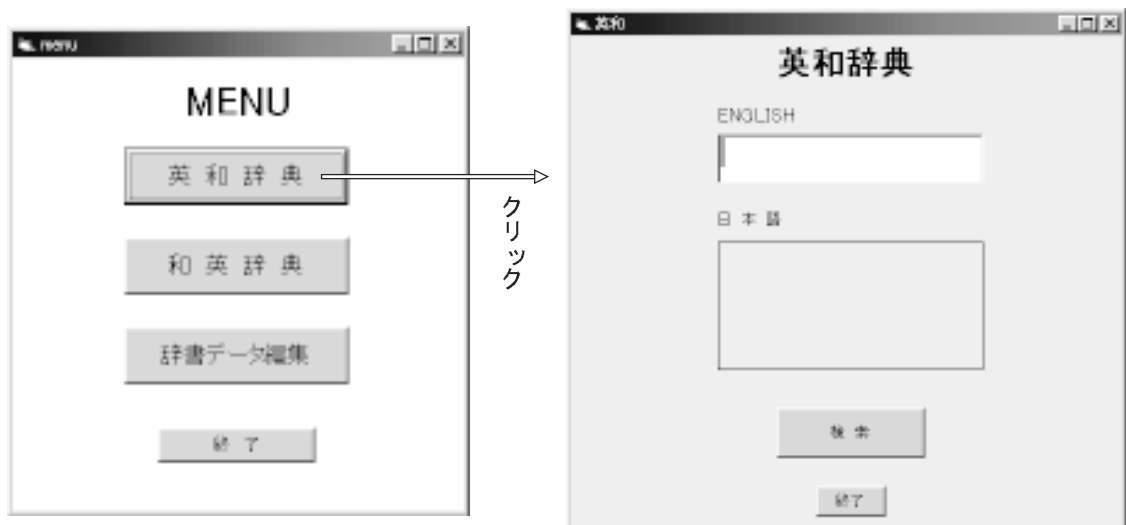 menu
MENU
英和辞典
和英辞典
辞書データ編集
終了
クリック
英和
英和辞典
ENGLISH
日本語
検索
終了